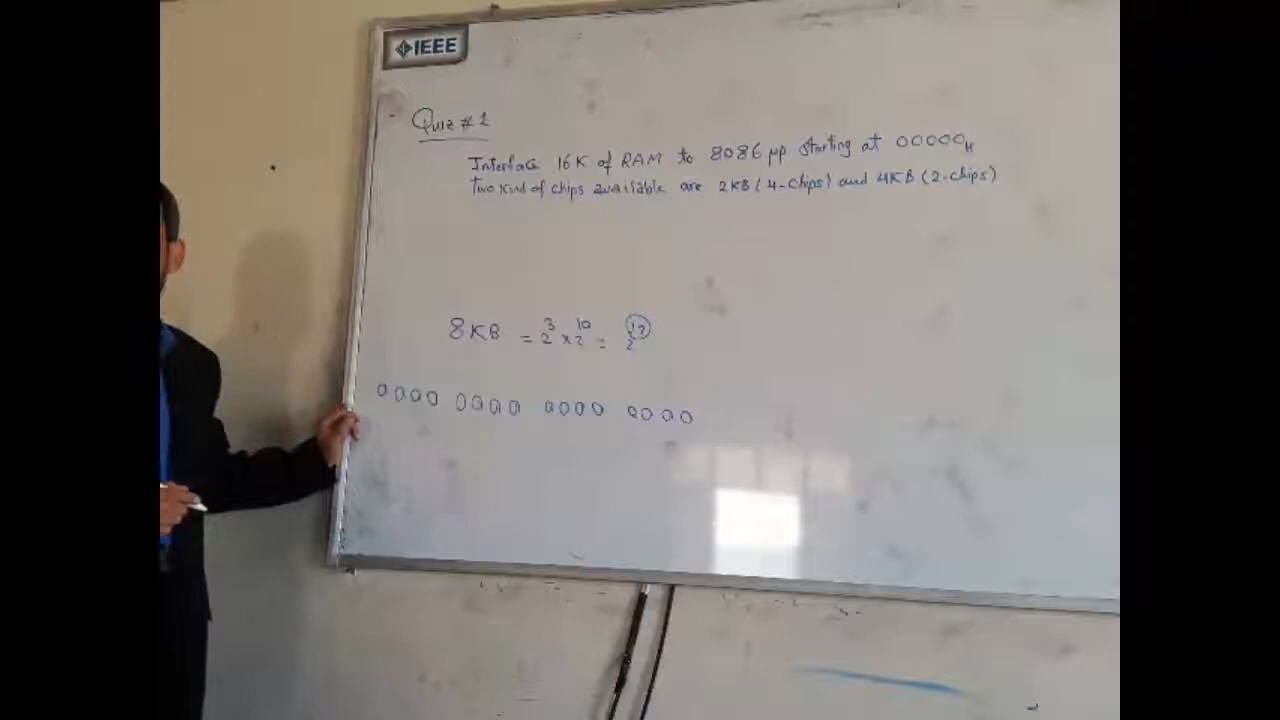 IEEE
Quiz # 1
Interface 16K of RAM to 8086 μp starting at 00000H
Two kind of chips available are 2KB (4-chips) and 4KB (2-chips)
8KB = 2³ x 2¹⁰ = 2¹³
0000 0000 0000 0000